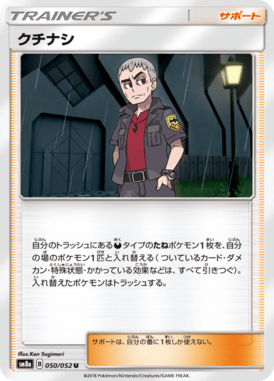 TRAINER'S
サポート
クチナシ
自分のトラッシュにある悪タイプのたねポケモン1枚を、自
分の場のポケモン1匹と入れ替える(ついているカード・ダメ
カン・特殊状態・かかっている効果などは、すべて引きつぐ)。
入れ替えたポケモンはトラッシュする。
Illus.Ken Sugimori
サポートは、自分の番に1枚しか使えない。
SM8a 050/052 U
©2018 Pokémon/Nintendo/Creatures/GAME FREAK.